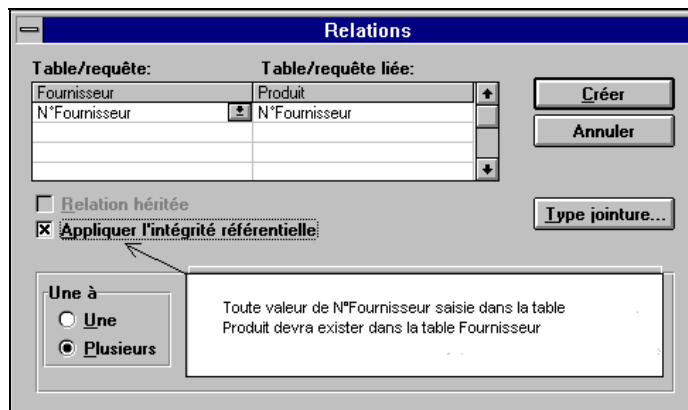 Relations
Table/requête: Table/requête liée:
Fournisseur Produit
N°Fournisseur N°Fournisseur
Créer
Annuler
Relation héritée
Appliquer l'intégrité référentielle
Type jointure...
Une à
Une
Plusieurs
Toute valeur de N°Fournisseur saisie dans la table
Produit devra exister dans la table Fournisseur